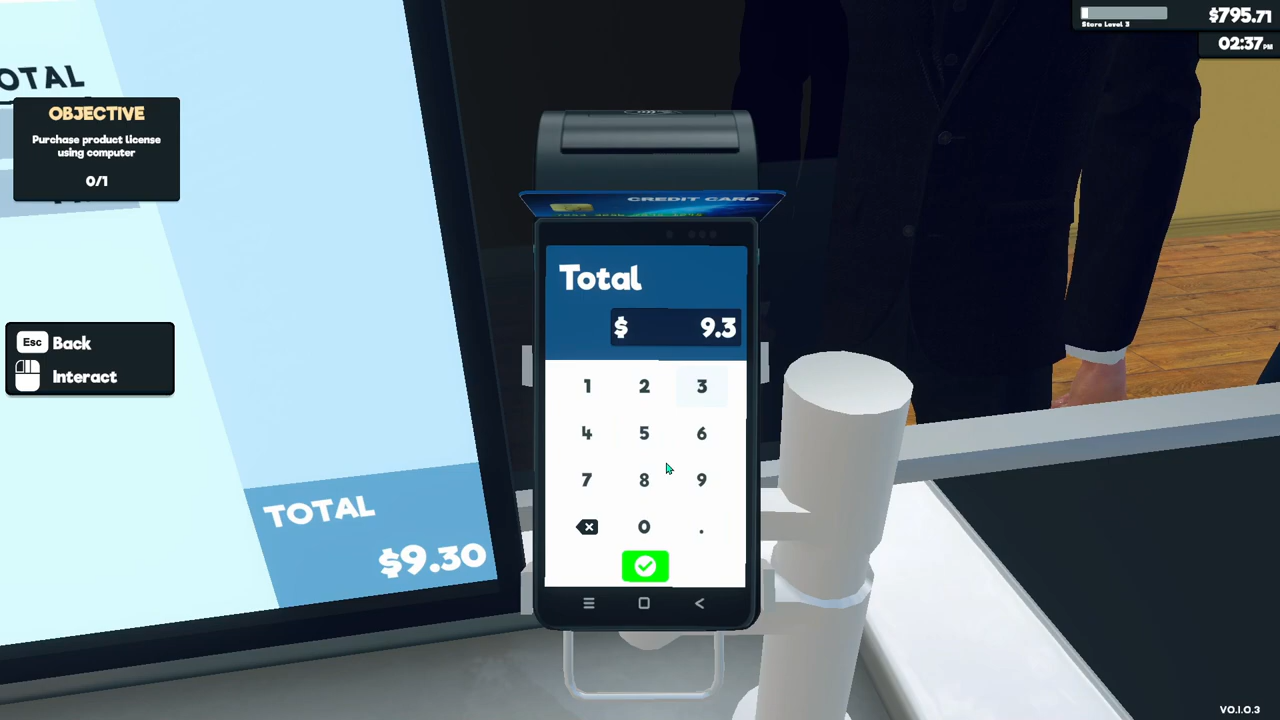 $795.71
Store Level 3
02:37PM
OTAL
OBJECTIVE
Purchase product license
using computer
0/1
CREDIT CARD
Total
$ 9.3
Esc Back
Interact
1 2 3
4 5 6
7 8 9
0 .
TOTAL
$9.30
V0.1.0.3